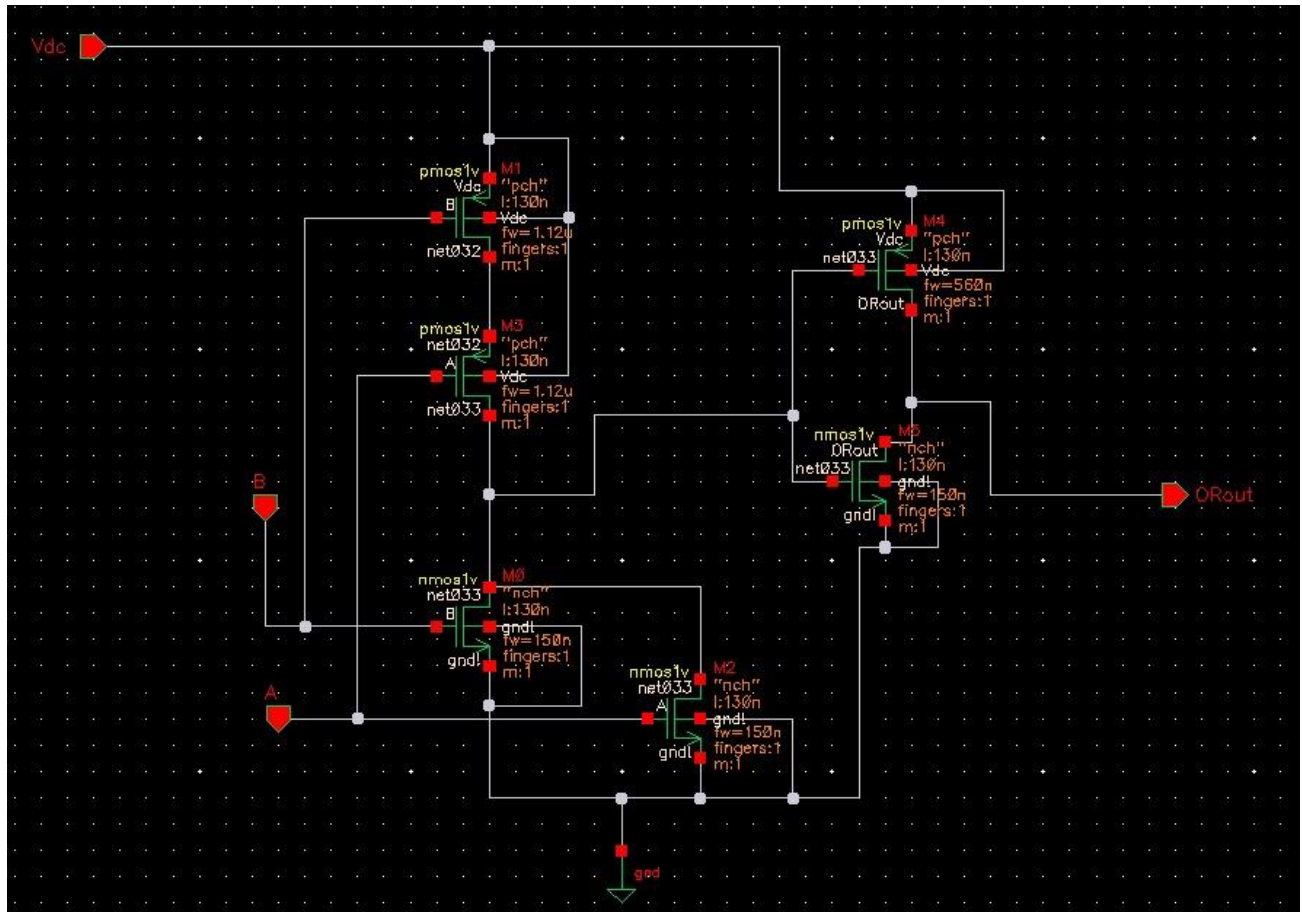 Vdc
M1
pmos1v
Vdc
"pch"
l:130n
B
Vdc
fw=1.12u
fingers:1
net032
m:1
M3
pmos1v
net032
"pch"
l:130n
A
Vdc
fw=1.12u
fingers:1
net033
m:1
M4
pmos1v
Vdc
"pch"
l:130n
net033
Vdc
fw=560n
fingers:1
ORout
m:1
M5
nmos1v
ORout
"nch"
l:130n
net033
gnd!
fw=150n
fingers:1
gnd!
m:1
ORout
B
M0
nmos1v
net033
"nch"
l:130n
B
gnd!
fw=150n
fingers:1
gnd!
m:1
A
M2
nmos1v
net033
"nch"
l:130n
A
gnd!
fw=150n
fingers:1
gnd!
m:1
gnd